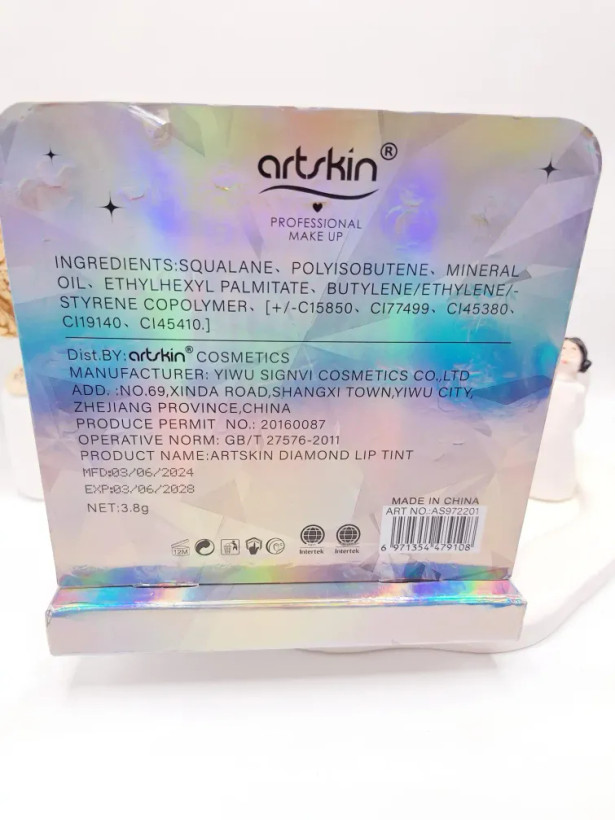 artskin®
PROFESSIONAL
MAKE UP
INGREDIENTS:SQUALANE、POLYISOBUTENE、MINERAL
OIL、ETHYLHEXYL PALMITATE、BUTYLENE/ETHYLENE/-
STYRENE COPOLYMER、[+/-C15850、CI77499、CI45380、
CI19140、CI45410.]
Dist.BY:artskin® COSMETICS
MANUFACTURER: YIWU SIGNVI COSMETICS CO.,LTD
ADD. :NO.69,XINDA ROAD,SHANGXI TOWN,YIWU CITY,
ZHEJIANG PROVINCE,CHINA
PRODUCE PERMIT NO.: 20160087
OPERATIVE NORM: GB/T 27576-2011
PRODUCT NAME:ARTSKIN DIAMOND LIP TINT
MFD:03/06/2024
EXP:03/06/2028
NET:3.8g
MADE IN CHINA
ART NO.:AS972201
12M
Intertek Intertek
6 971354 479108